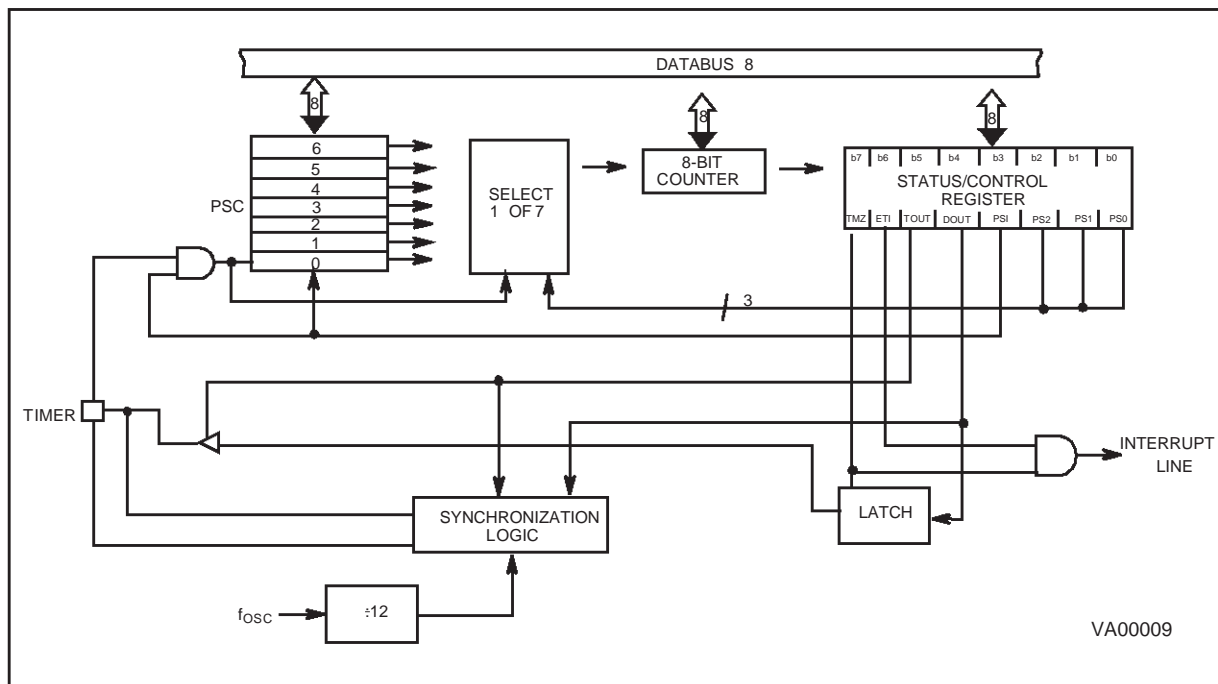 DATABUS 8
8
8
8
6
5
4
3
2
1
0
PSC
SELECT
1 OF 7
8-BIT
COUNTER
b7 b6 b5 b4 b3 b2 b1 b0
STATUS/CONTROL
REGISTER
TMZ ETI TOUT DOUT PSI PS2 PS1 PS0
3
TIMER
INTERRUPT
LINE
SYNCHRONIZATION
LOGIC
LATCH
fOSC
÷12
VA00009